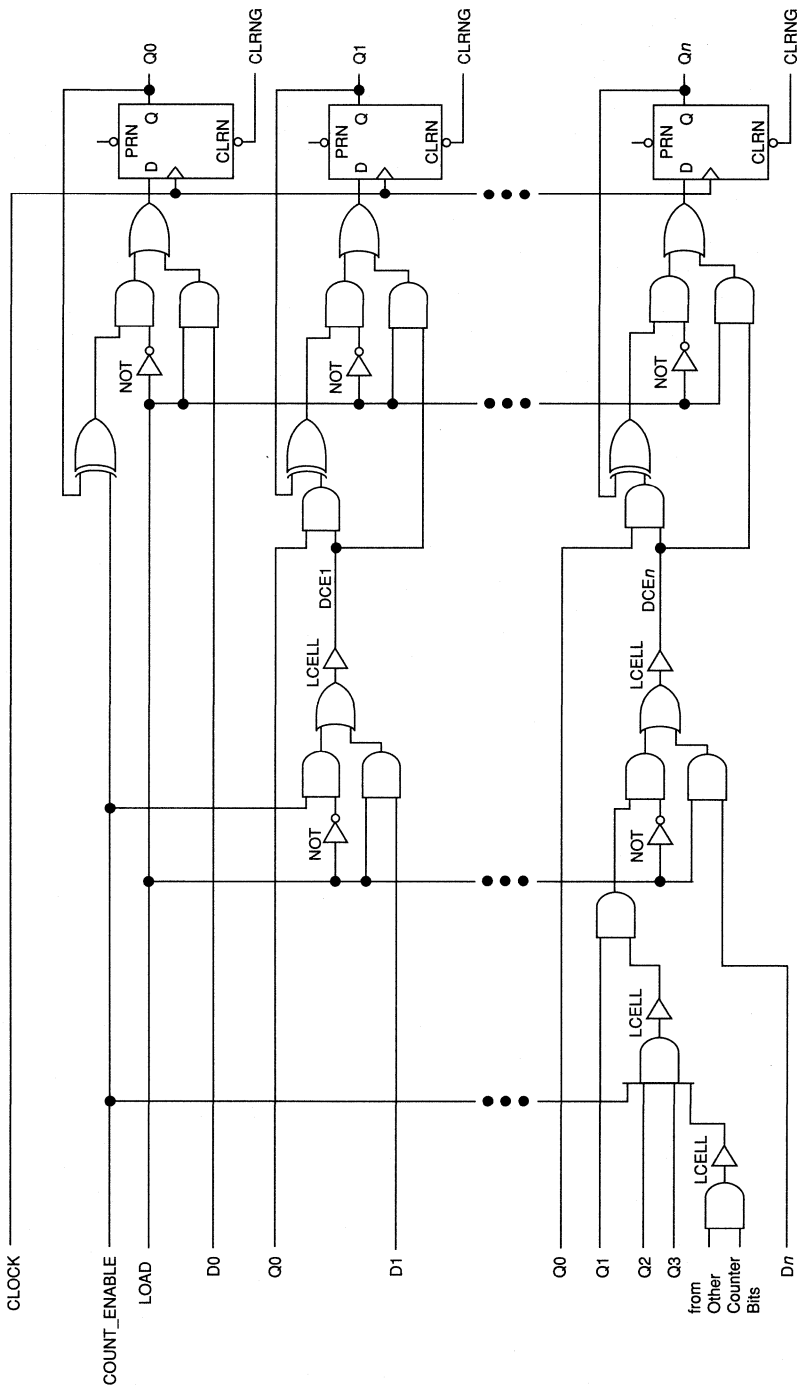 CLOCK
COUNT_ENABLE
LOAD
D0
NOT
D
PRN
Q
CLRN
Q0
CLRNG
Q0
D1
NOT
LCELL
DCE1
NOT
D
PRN
Q
CLRN
Q1
CLRNG
Q0
Q1
Q2
Q3
from
Other
Counter
Bits
Dn
LCELL
LCELL
NOT
LCELL
DCEn
NOT
D
PRN
Q
CLRN
Qn
CLRNG